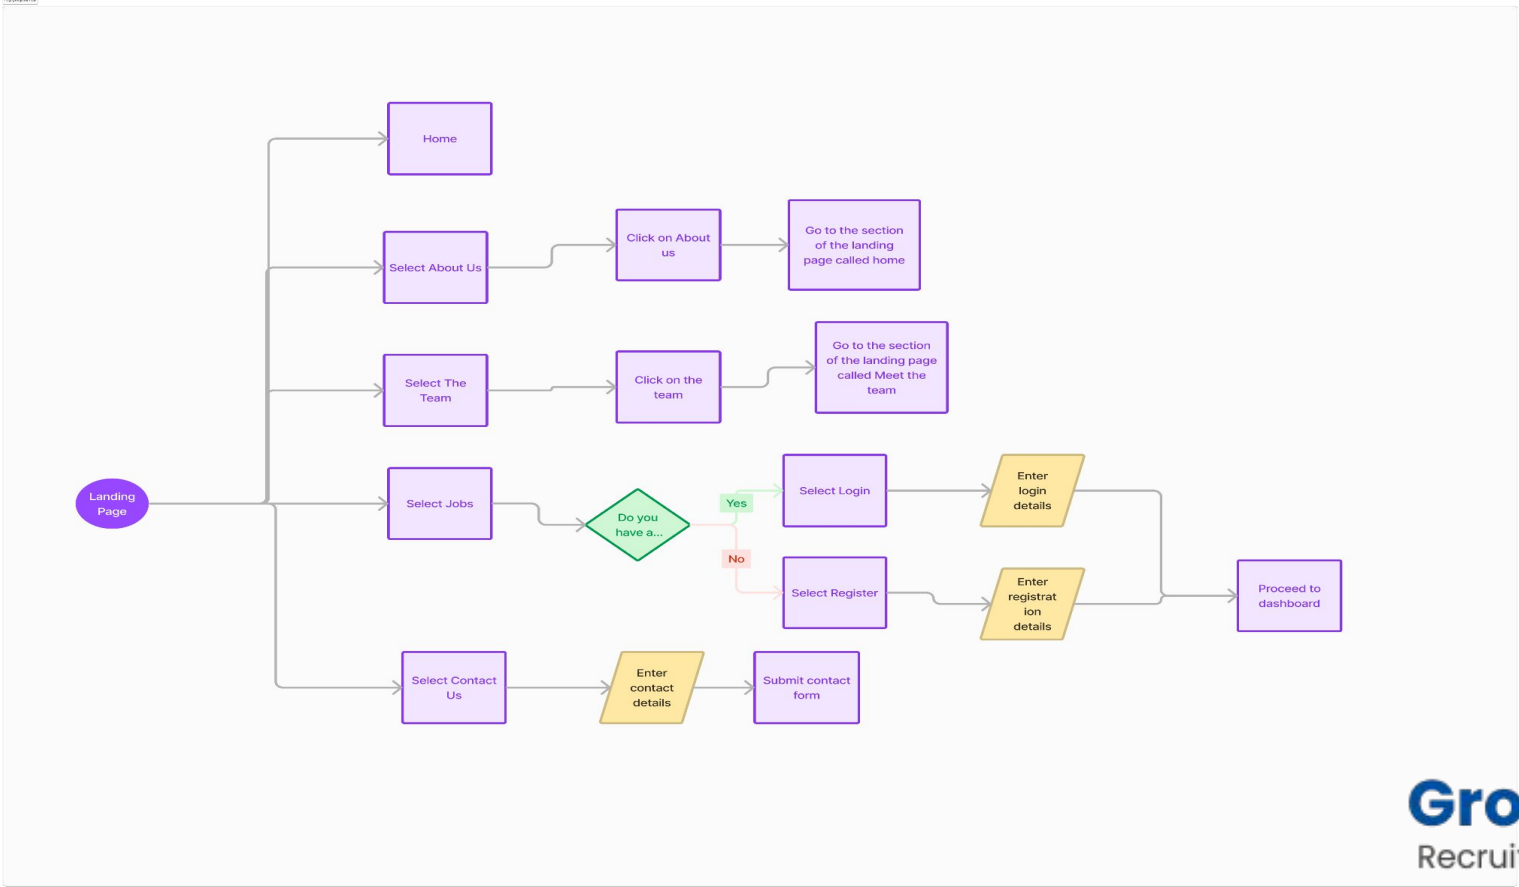 Home
Select About Us
Click on About
us
Go to the section
of the landing
page called home
Select The
Team
Click on the
team
Go to the section
of the landing page
called Meet the
team
Landing
Page
Select Jobs
Do you
have a...
Yes
No
Select Login
Enter
login
details
Select Register
Enter
registrat
ion
details
Proceed to
dashboard
Select Contact
Us
Enter
contact
details
Submit contact
form
Gro
Recrui